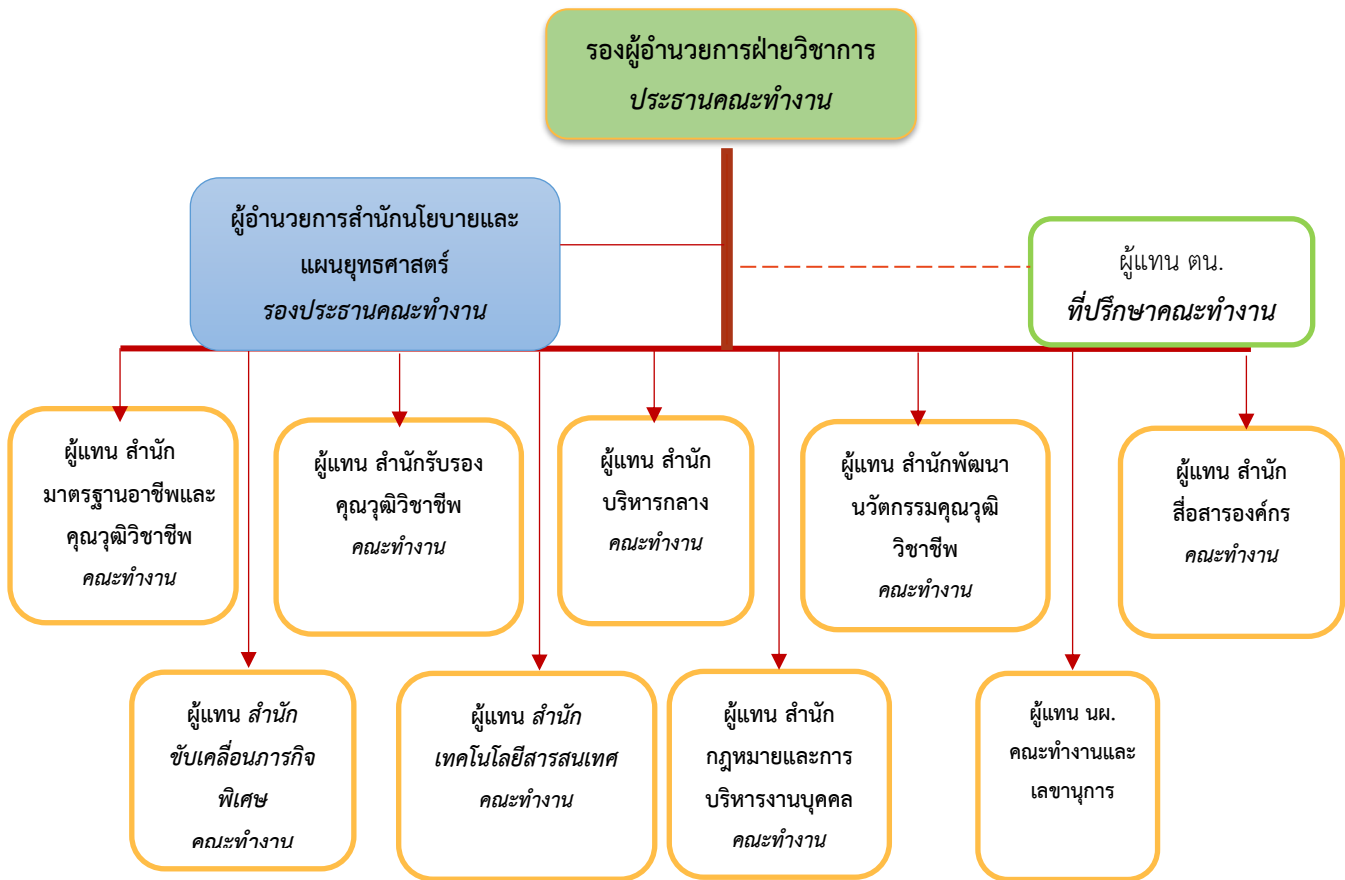 รองผู้อำนวยการฝ่ายวิชาการ
ประธานคณะทำงาน
ผู้อำนวยการสำนักนโยบายและ
แผนยุทธศาสตร์
รองประธานคณะทำงาน
ผู้แทน ตน.
ที่ปรึกษาคณะทำงาน
ผู้แทน สำนัก
มาตรฐานอาชีพและ
คุณวุฒิวิชาชีพ
คณะทำงาน
ผู้แทน สำนักรับรอง
คุณวุฒิวิชาชีพ
คณะทำงาน
ผู้แทน สำนัก
บริหารกลาง
คณะทำงาน
ผู้แทน สำนักพัฒนา
นวัตกรรมคุณวุฒิ
วิชาชีพ
คณะทำงาน
ผู้แทน สำนัก
สื่อสารองค์กร
คณะทำงาน
ผู้แทน สำนัก
ขับเคลื่อนภารกิจ
พิเศษ
คณะทำงาน
ผู้แทน สำนัก
เทคโนโลยีสารสนเทศ
คณะทำงาน
ผู้แทน สำนัก
กฎหมายและการ
บริหารงานบุคคล
คณะทำงาน
ผู้แทน นผ.
คณะทำงานและ
เลขานุการ